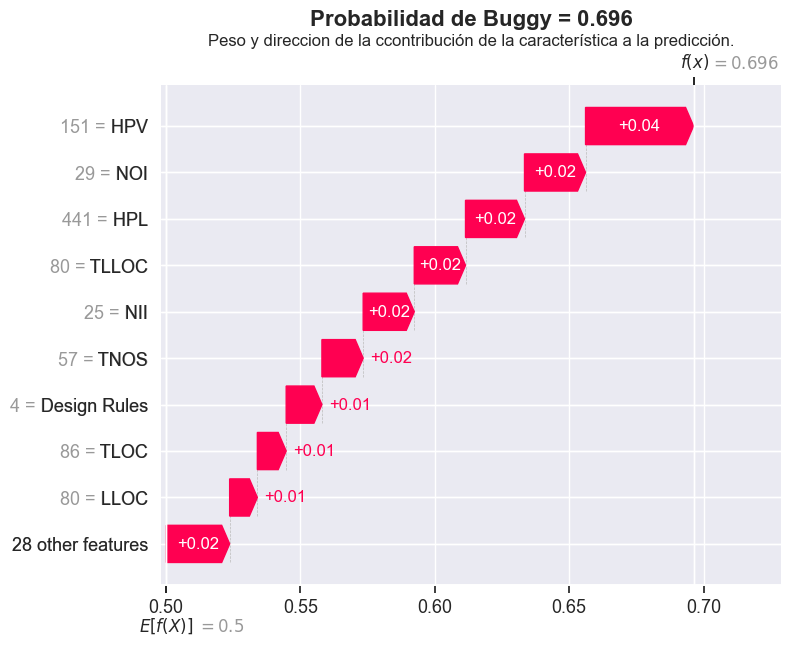 Probabilidad de Buggy = 0.696
Peso y direccion de la ccontribución de la característica a la predicción.
f(x) = 0.696
151 = HPV +0.04
29 = NOI +0.02
441 = HPL +0.02
80 = TLLOC +0.02
25 = NII +0.02
57 = TNOS +0.02
4 = Design Rules +0.01
86 = TLOC +0.01
80 = LLOC +0.01
28 other features +0.02
0.50 0.55 0.60 0.65 0.70
E[f(X)] = 0.5